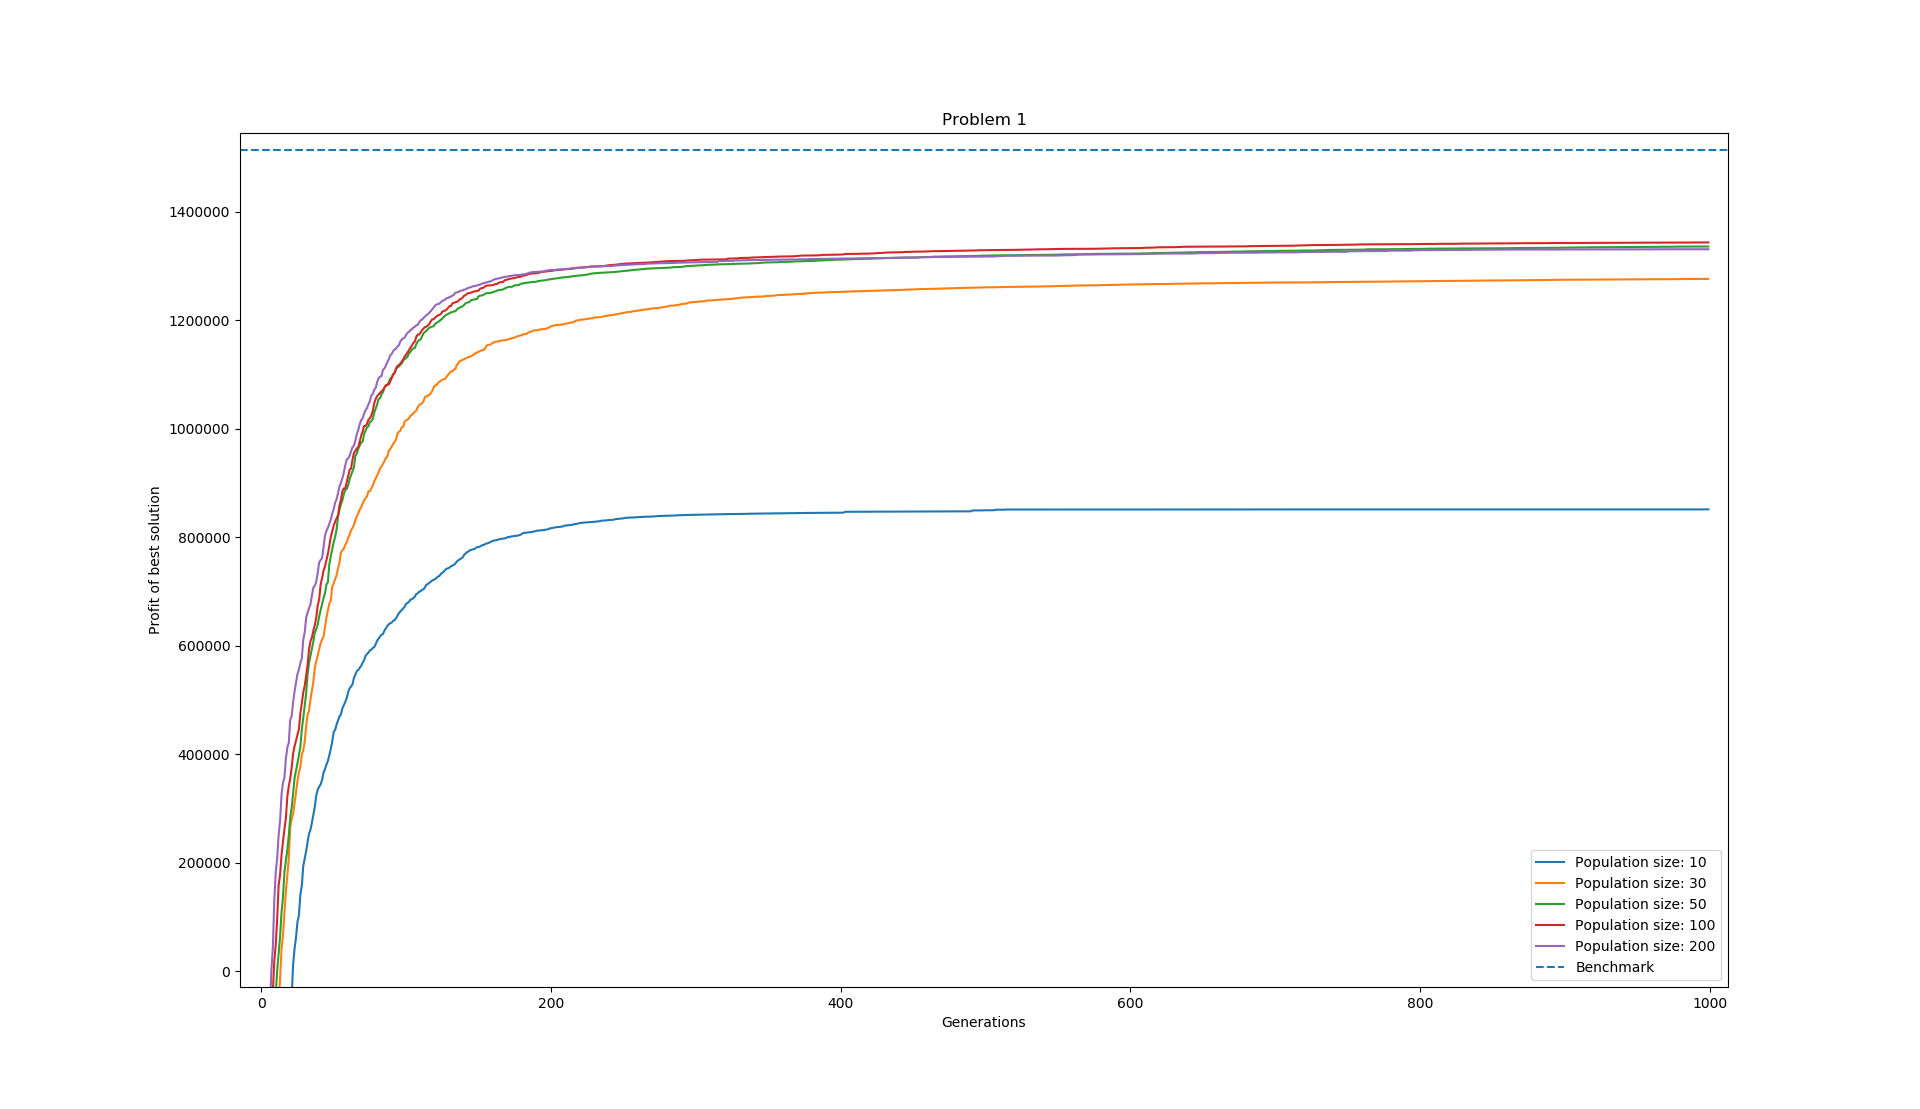 Problem 1
1400000
1200000
1000000
800000
600000
400000
200000
0
Profit of best solution
0 200 400 600 800 1000
Generations
Population size: 10
Population size: 30
Population size: 50
Population size: 100
Population size: 200
Benchmark